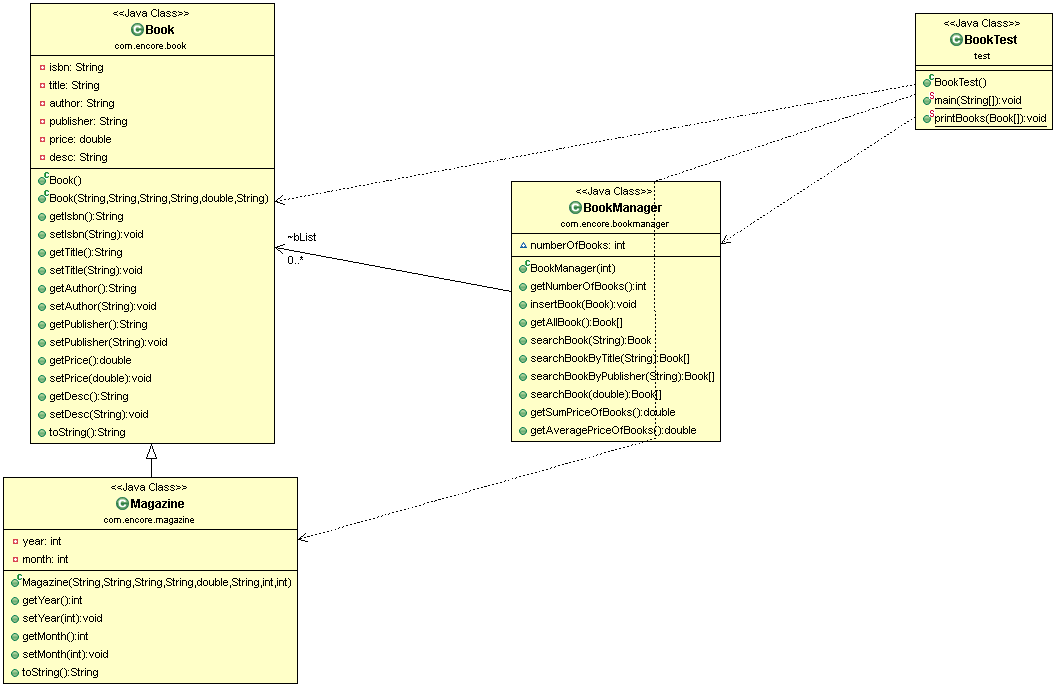 <<Java Class>>
Book
com.encore.book
isbn: String
title: String
author: String
publisher: String
price: double
desc: String
Book()
Book(String,String,String,String,double,String)
getIsbn():String
setIsbn(String):void
getTitle():String
setTitle(String):void
getAuthor():String
setAuthor(String):void
getPublisher():String
setPublisher(String):void
getPrice():double
setPrice(double):void
getDesc():String
setDesc(String):void
toString():String
<<Java Class>>
Magazine
com.encore.magazine
year: int
month: int
Magazine(String,String,String,String,double,String,int,int)
getYear():int
setYear(int):void
getMonth():int
setMonth(int):void
toString():String
~bList
0..*
<<Java Class>>
BookManager
com.encore.bookmanager
numberOfBooks: int
BookManager(int)
getNumberOfBooks():int
insertBook(Book):void
getAllBook():Book[]
searchBook(String):Book
searchBookByTitle(String):Book[]
searchBookByPublisher(String):Book[]
searchBook(double):Book[]
getSumPriceOfBooks():double
getAveragePriceOfBooks():double
<<Java Class>>
BookTest
test
BookTest()
main(String[]):void
printBooks(Book[]):void